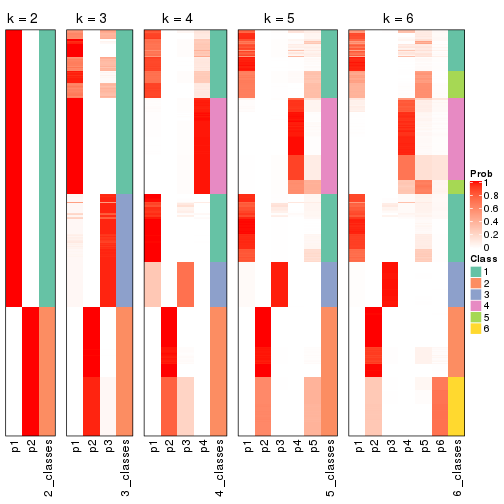 k = 2
k = 3
k = 4
k = 5
k = 6
Prob
1
0.8
0.6
0.4
0.2
0
Class
1
2
3
4
5
6
p1
p2
2_classes
p1
p2
p3
3_classes
p1
p2
p3
p4
4_classes
p1
p2
p3
p4
p5
5_classes
p1
p2
p3
p4
p5
p6
6_classes